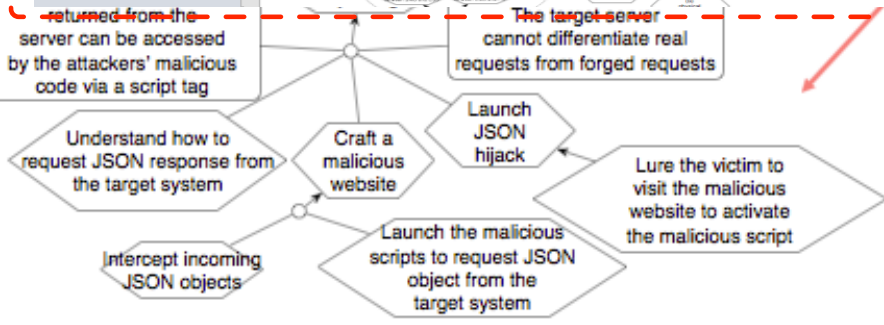 returned from the
server can be accessed
by the attackers' malicious
code via a script tag
The target server
cannot differentiate real
requests from forged requests
Understand how to
request JSON response from
the target system
Craft a
malicious
website
Launch
JSON
hijack
Lure the victim to
visit the malicious
website to activate
the malicious script
Intercept incoming
JSON objects
Launch the malicious
scripts to request JSON
object from the
target system